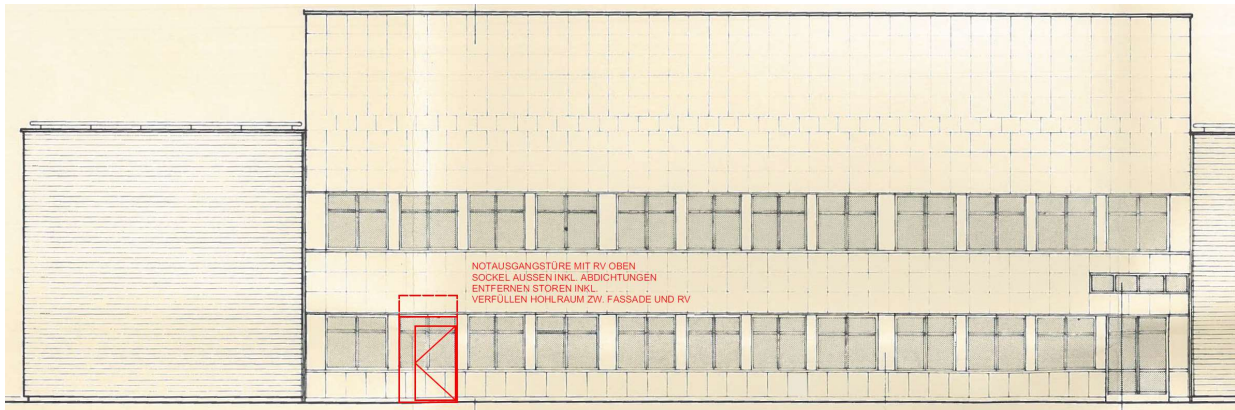 NOTAUSGANGSTÜRE MIT RV OBEN
SOCKEL AUSSEN INKL. ABDICHTUNGEN
ENTFERNEN STOREN INKL.
VERFÜLLEN HOHLRAUM ZW. FASSADE UND RV